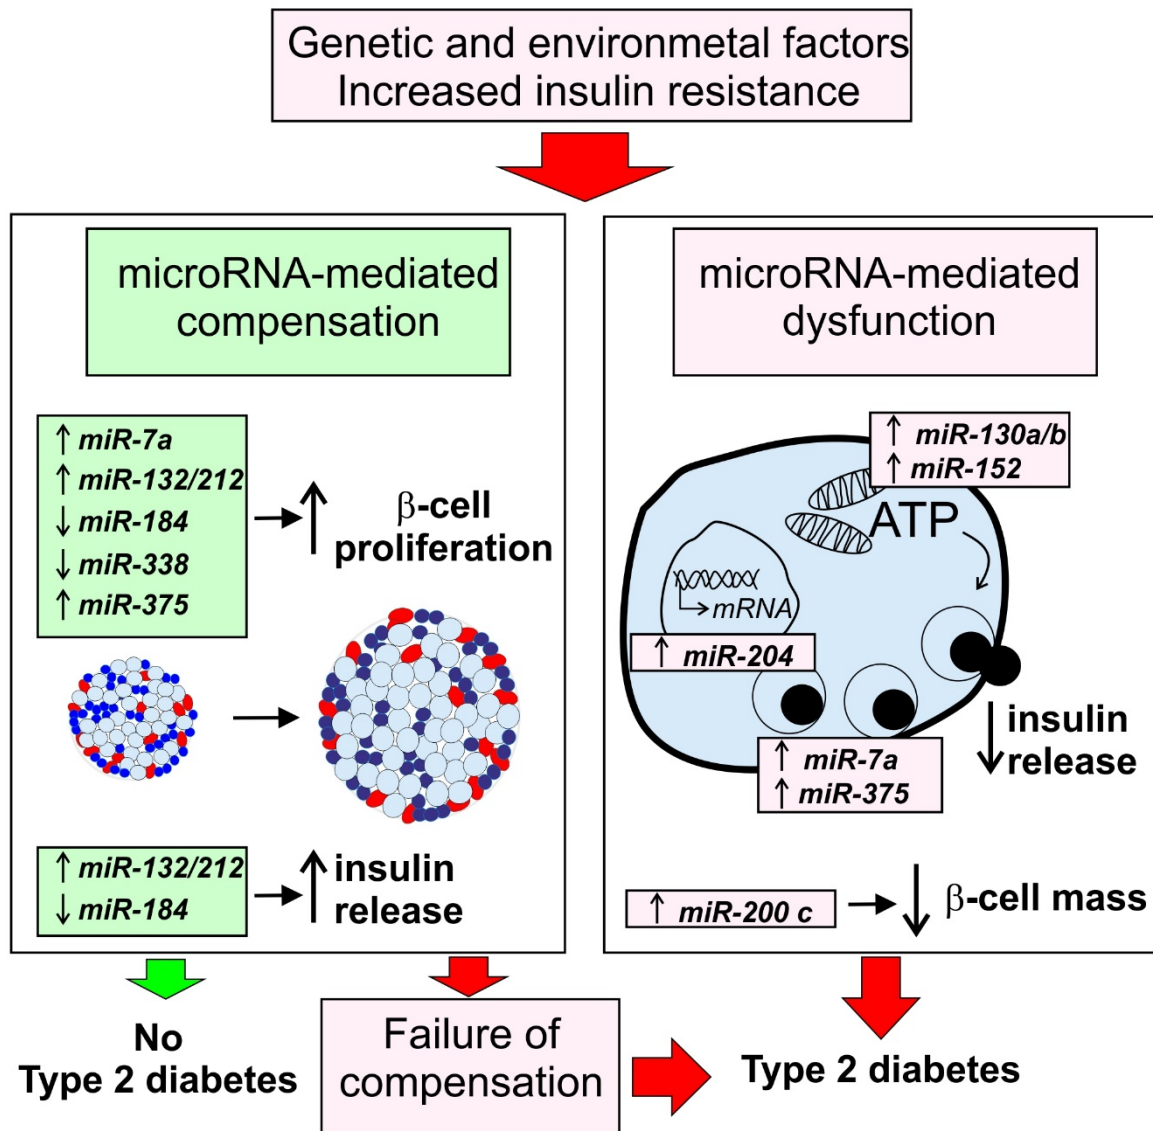 Genetic and environmetal factors
Increased insulin resistance
microRNA-mediated
compensation
↑ miR-7a
↑ miR-132/212
↓ miR-184
↓ miR-338
↑ miR-375
↑ β-cell
proliferation
↑ miR-132/212
↓ miR-184
↑ insulin
release
microRNA-mediated
dysfunction
↑ miR-130a/b
↑ miR-152
ATP
mRNA
↑ miR-204
↑ miR-7a
↑ miR-375
↓ insulin
release
↑ miR-200 c
↓ β-cell mass
No
Type 2 diabetes
Failure of
compensation
Type 2 diabetes